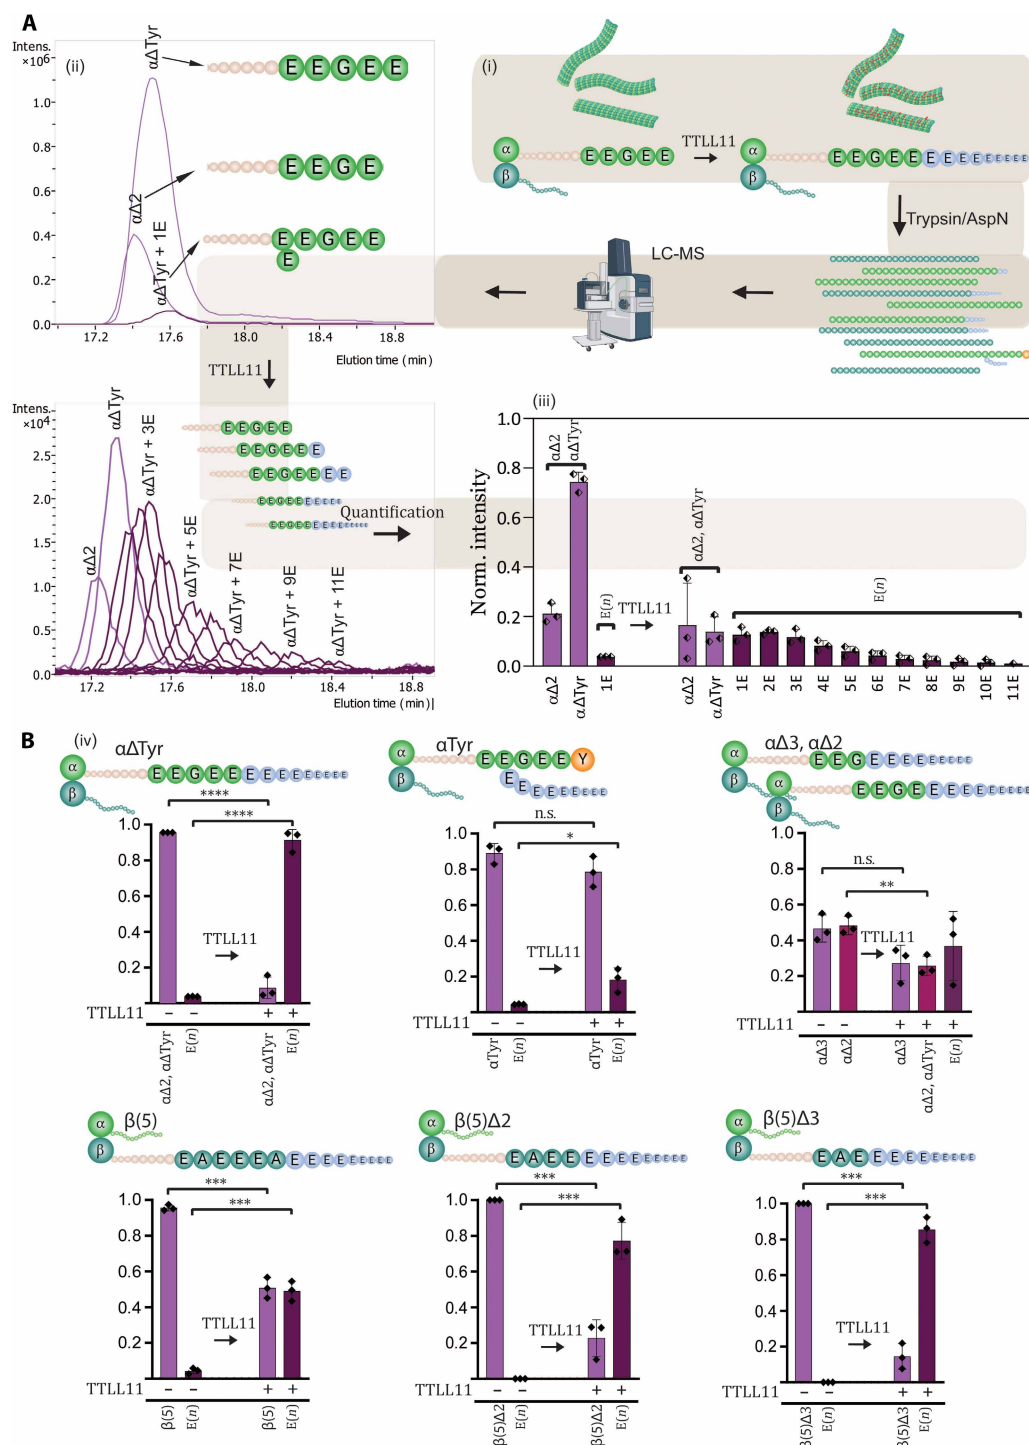 A
Intens.
×10⁶
(ii)
αΔTyr
E E G E E
1.0
0.8
0.6
αΔ2
E E G E
0.4
αΔTyr + 1E
E E G E E
E
0.2
0.0
17.2 17.6 18.0 18.4 18.8
Elution time (min)
(i)
α
β
E E G E E
TTLL11
α
β
E E G E E E E E E E E E E E
Trypsin/AspN
LC-MS
TTLL11
Intens.
×10⁴
αΔTyr
αΔTyr + 3E
2.5
2.0
1.5
αΔ2
αΔTyr + 5E
αΔTyr + 7E
αΔTyr + 9E
αΔTyr + 11E
1.0
0.5
0.0
E E G E E
E E G E E E
E E G E E E E
E E G E E E E E E E
E E G E E E E E
17.2 17.6 18.0 18.4 18.8
Elution time (min)
Quantification
(iii)
Norm. intensity
1.0
0.8
0.6
0.4
0.2
0.0
αΔ2
αΔTyr
E(n)
TTLL11
αΔ2, αΔTyr
E(n)
αΔ2 αΔTyr 1E αΔ2 αΔTyr 1E 2E 3E 4E 5E 6E 7E 8E 9E 10E 11E
B
(iv)
αΔTyr
α
β
E E G E E E E E E E E E
****
****
1.0
0.8
0.6
0.4
0.2
TTLL11
TTLL11 – – + +
αΔ2, αΔTyr E(n) αΔ2, αΔTyr E(n)
αTyr
α
β
E E G E E Y
E E E E E E E E E E
n.s.
*
1.0
0.8
0.6
0.4
0.2
TTLL11
– – + +
αTyr E(n) αTyr E(n)
αΔ3, αΔ2
α
β
α
β
E E G E E E E E E E
E E G E E E E E E E
n.s.
**
1.0
0.8
0.6
0.4
0.2
TTLL11
TTLL11 – – + + +
αΔ3 αΔ2 αΔ3 αΔ2, αΔTyr E(n)
β(5)
α
β
E A E E E A E E E E E E E E E
***
***
1.0
0.8
0.6
0.4
0.2
TTLL11
TTLL11 – – + +
β(5) E(n) β(5) E(n)
β(5)Δ2
α
β
E A E E E E E E E E E E E
***
***
1.0
0.8
0.6
0.4
0.2
TTLL11
TTLL11 – – + +
β(5)Δ2 E(n) β(5)Δ2 E(n)
β(5)Δ3
α
β
E A E E E E E E E E E E
***
***
1.0
0.8
0.6
0.4
0.2
TTLL11
TTLL11 – – + +
β(5)Δ3 E(n) β(5)Δ3 E(n)